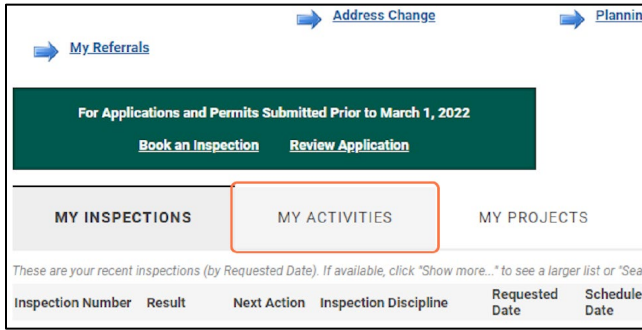 Address Change
My Referrals
For Applications and Permits Submitted Prior to March 1, 2022
Book an Inspection Review Application
MY INSPECTIONS MY ACTIVITIES MY PROJECTS
These are your recent inspections (by Requested Date). If available, click "Show more..." to see a larger list or
Inspection Number Result Next Action Inspection Discipline Requested Date Schedule Date